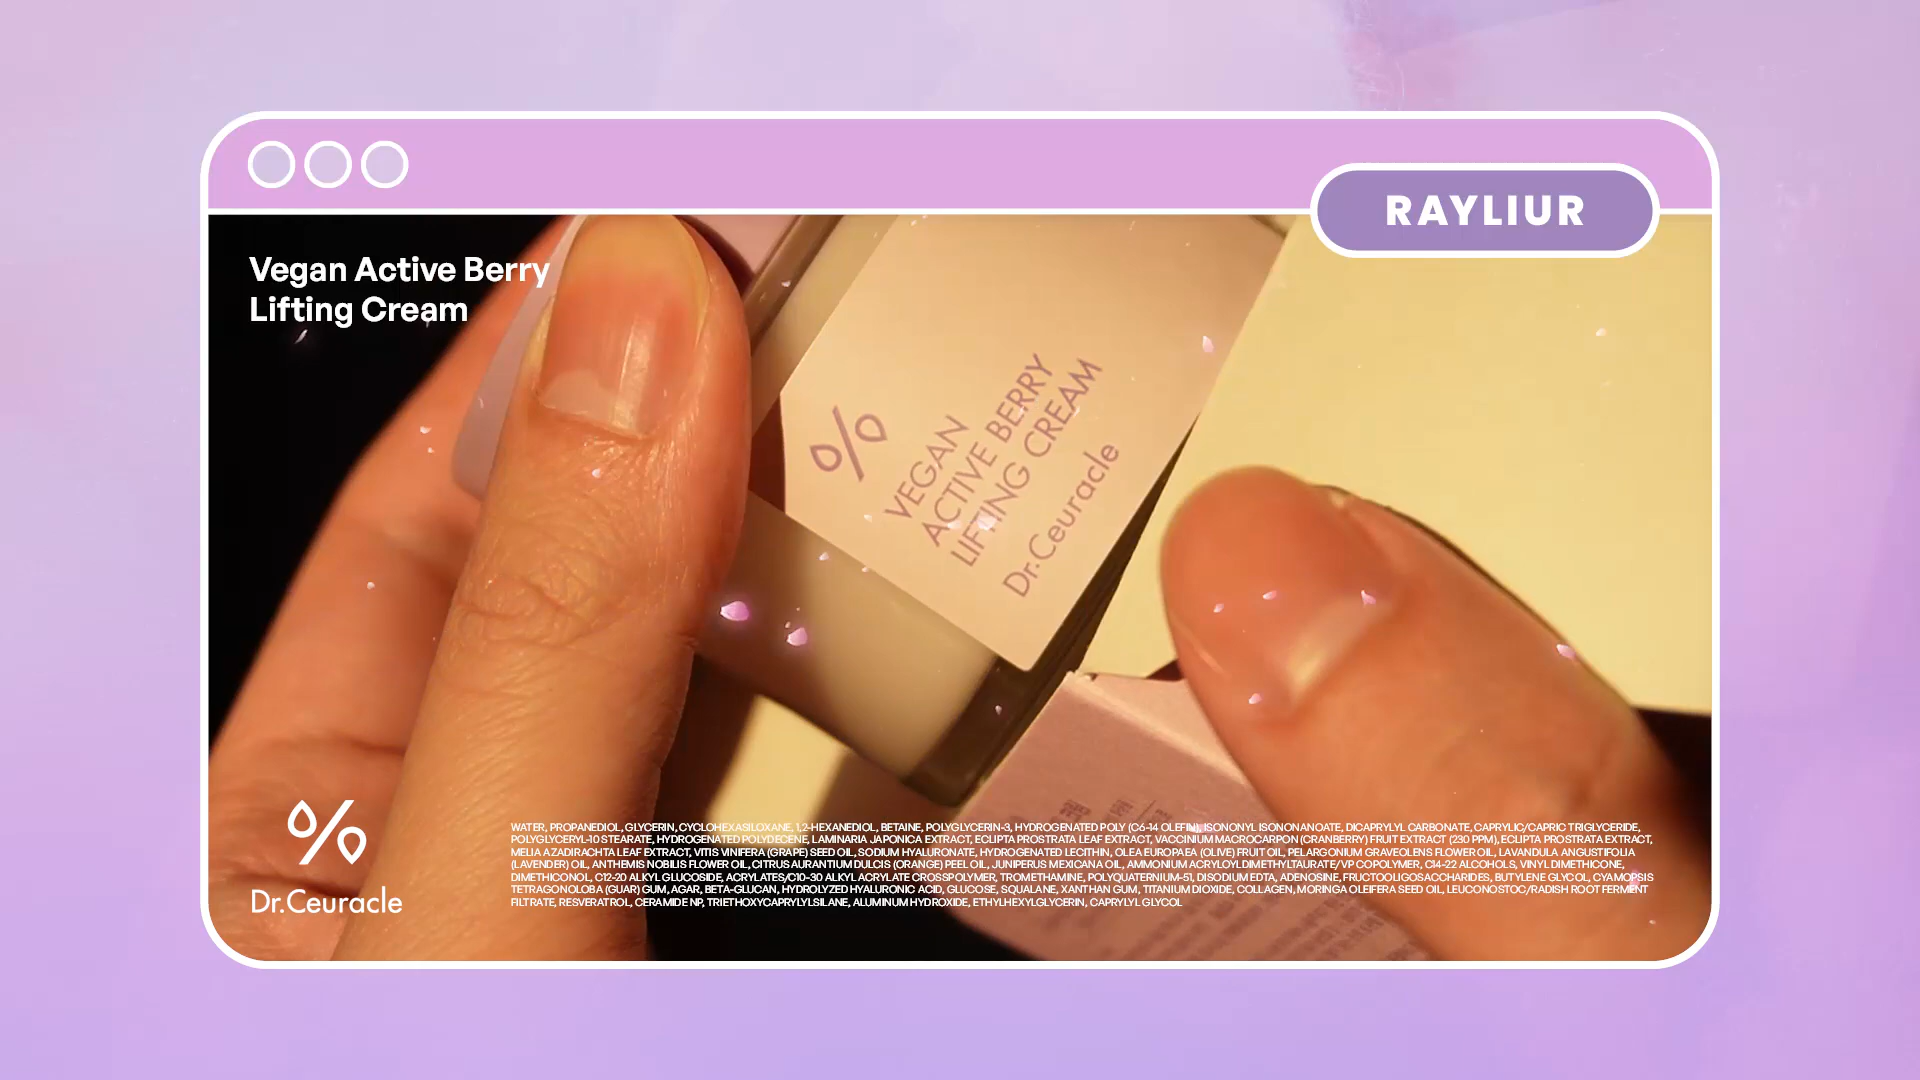 RAYLIUR
Vegan Active Berry
Lifting Cream
%
VEGAN
ACTIVE BERRY
LIFTING CREAM
Dr.Ceuracle
%
Dr.Ceuracle
WATER, PROPANEDIOL, GLYCERIN, CYCLOHEXASILOXANE, 1,2-HEXANEDIOL, BETAINE, POLYGLYCERIN-3, HYDROGENATED POLY (C6-14 OLEFIN), ISONONYL ISONONANOATE, DICAPRYLYL CARBONATE, CAPRYLIC/CAPRIC TRIGLYCERIDE,
POLYGLYCERYL-10 STEARATE, HYDROGENATED POLYDECENE, LAMINARIA JAPONICA EXTRACT, ECLIPTA PROSTRATA LEAF EXTRACT, VACCINIUM MACROCARPON (CRANBERRY) FRUIT EXTRACT (230 PPM), ECLIPTA PROSTRATA EXTRACT,
MELIA AZADIRACHTA LEAF EXTRACT, VITIS VINIFERA (GRAPE) SEED OIL, SODIUM HYALURONATE, HYDROGENATED LECITHIN, OLEA EUROPAEA (OLIVE) FRUIT OIL, PELARGONIUM GRAVEOLENS FLOWER OIL, LAVANDULA ANGUSTIFOLIA
(LAVENDER) OIL, ANTHEMIS NOBILIS FLOWER OIL, CITRUS AURANTIUM DULCIS (ORANGE) PEEL OIL, JUNIPERUS MEXICANA OIL, AMMONIUM ACRYLOYLDIMETHYLTAURATE/VP COPOLYMER, C14-22 ALCOHOLS, VINYL DIMETHICONE,
DIMETHICONOL, C12-20 ALKYL GLUCOSIDE, ACRYLATES/C10-30 ALKYL ACRYLATE CROSSPOLYMER, TROMETHAMINE, POLYQUATERNIUM-51, DISODIUM EDTA, ADENOSINE, FRUCTOOLIGOSACCHARIDES, BUTYLENE GLYCOL, CYAMOPSIS
TETRAGONOLOBA (GUAR) GUM, AGAR, BETA-GLUCAN, HYDROLYZED HYALURONIC ACID, GLUCOSE, SQUALANE, XANTHAN GUM, TITANIUM DIOXIDE, COLLAGEN, MORINGA OLEIFERA SEED OIL, LEUCONOSTOC/RADISH ROOT FERMENT
FILTRATE, RESVERATROL, CERAMIDE NP, TRIETHOXYCAPRYLYLSILANE, ALUMINUM HYDROXIDE, ETHYLHEXYLGLYCERIN, CAPRYLYL GLYCOL